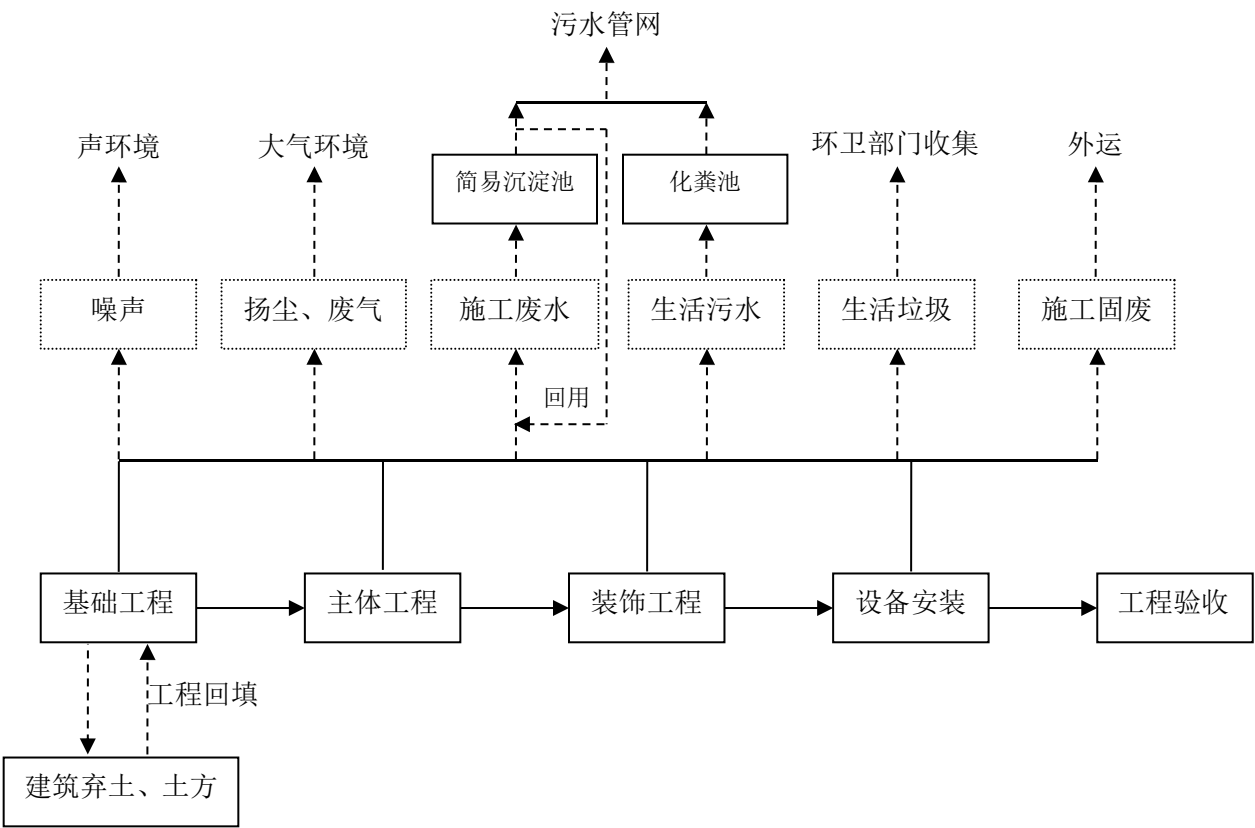 污水管网
声环境
大气环境
环卫部门收集
外运
简易沉淀池
化粪池
噪声
扬尘、废气
施工废水
生活污水
生活垃圾
施工固废
回用
基础工程
主体工程
装饰工程
设备安装
工程验收
工程回填
建筑弃土、土方